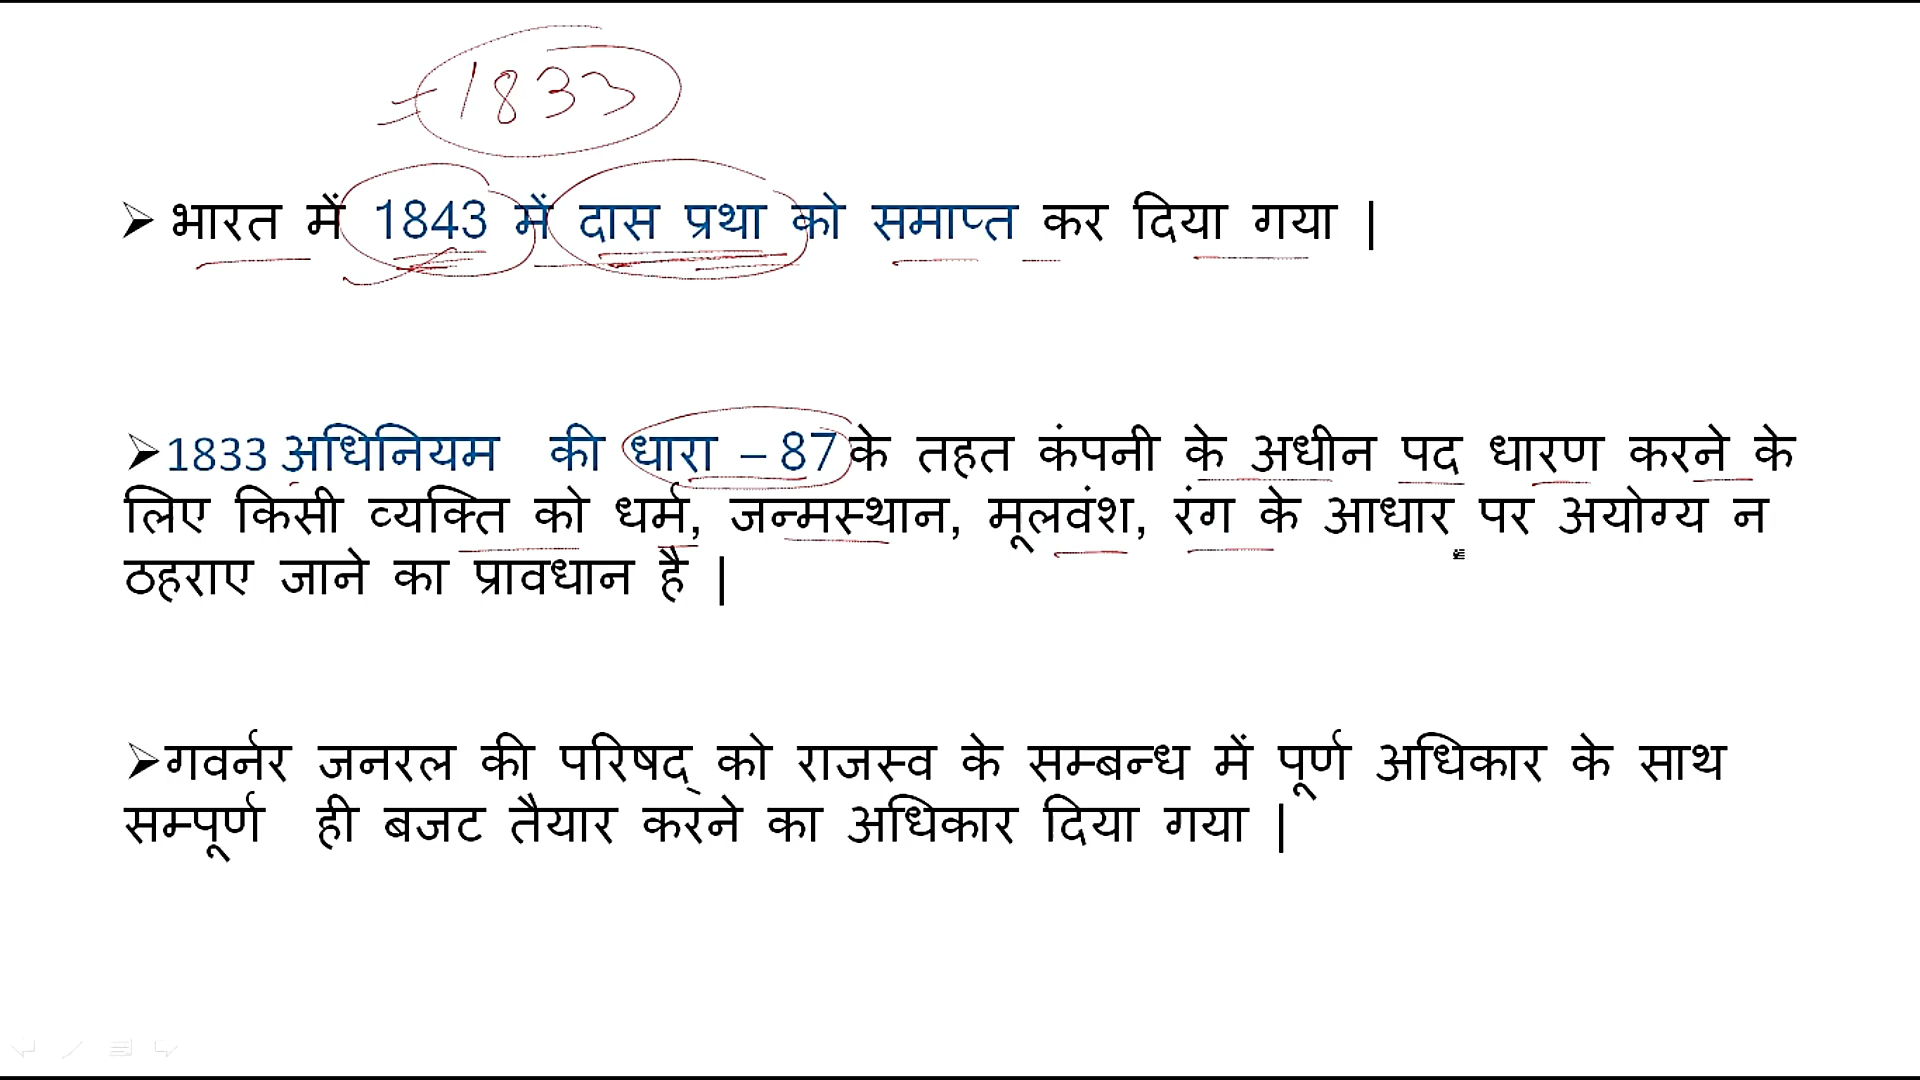 = 1833
➢ भारत में 1843 में दास प्रथा को समाप्त कर दिया गया |
➢1833 अधिनियम की धारा – 87 के तहत कंपनी के अधीन पद धारण करने के
लिए किसी व्यक्ति को धर्म, जन्मस्थान, मूलवंश, रंग के आधार पर अयोग्य न
ठहराए जाने का प्रावधान है |
➢गवर्नर जनरल की परिषद् को राजस्व के सम्बन्ध में पूर्ण अधिकार के साथ
सम्पूर्ण ही बजट तैयार करने का अधिकार दिया गया |